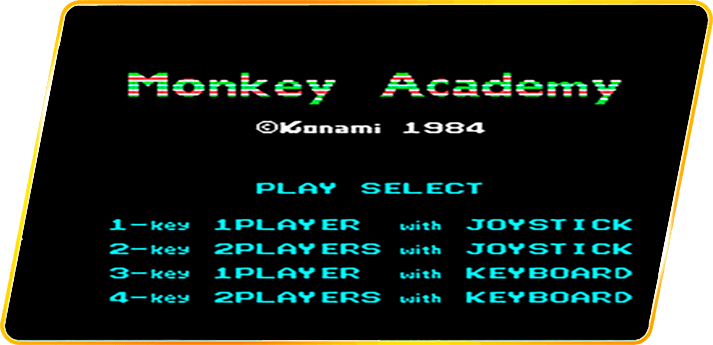 Monkey Academy
©Konami 1984
PLAY SELECT
1-key 1PLAYER with JOYSTICK
2-key 2PLAYERS with JOYSTICK
3-key 1PLAYER with KEYBOARD
4-key 2PLAYERS with KEYBOARD